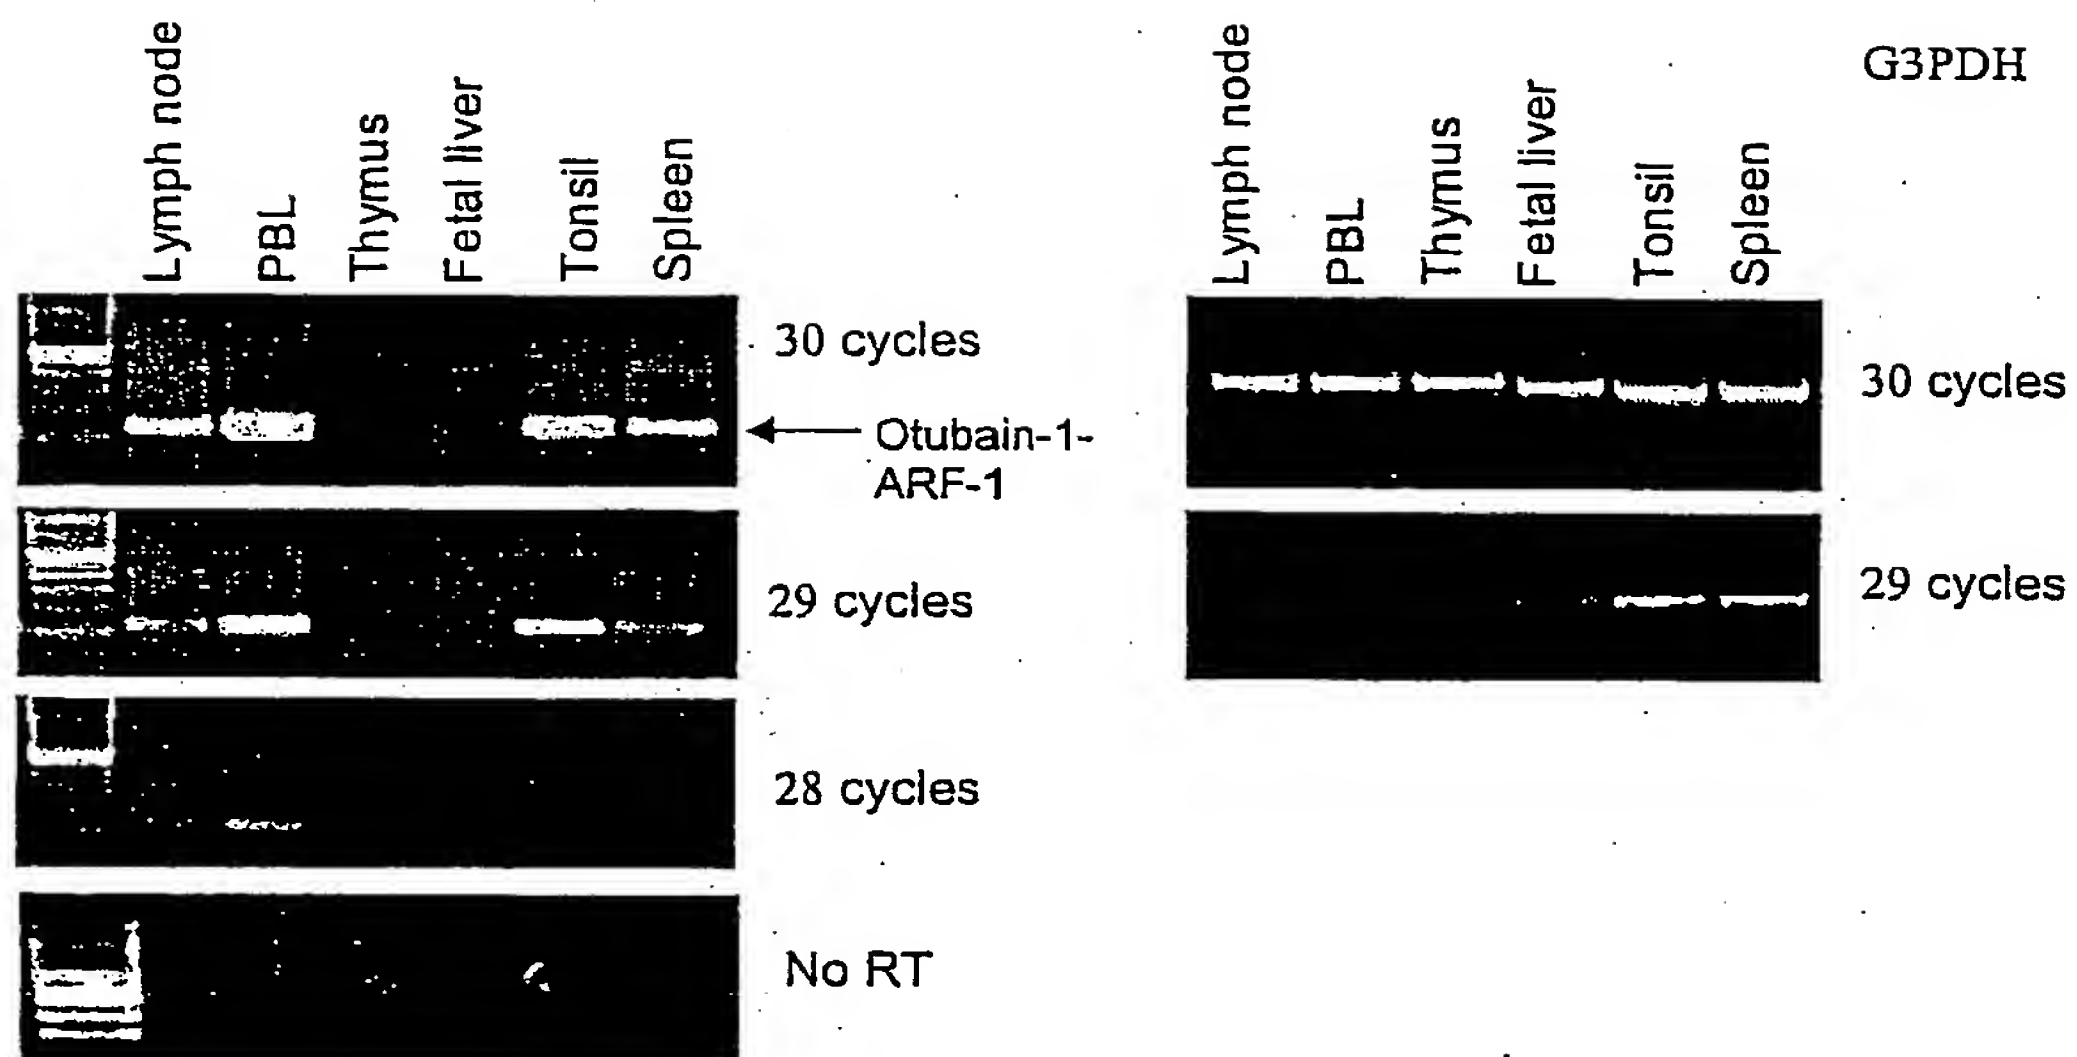 Lymph node
PBL
Thymus
Fetal liver
Tonsil
Spleen
30 cycles
Otubain-1-
ARF-1
29 cycles
28 cycles
No RT
G3PDH
Lymph node
PBL
Thymus
Fetal liver
Tonsil
Spleen
30 cycles
29 cycles